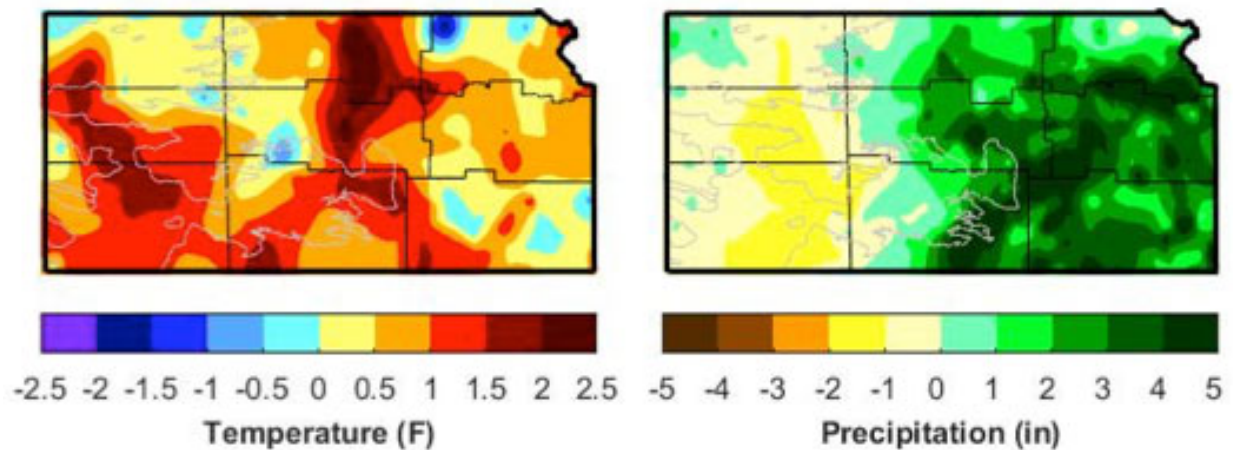 -2.5 -2 -1.5 -1 -0.5 0 0.5 1 1.5 2 2.5
Temperature (F)
-5 -4 -3 -2 -1 0 1 2 3 4 5
Precipitation (in)